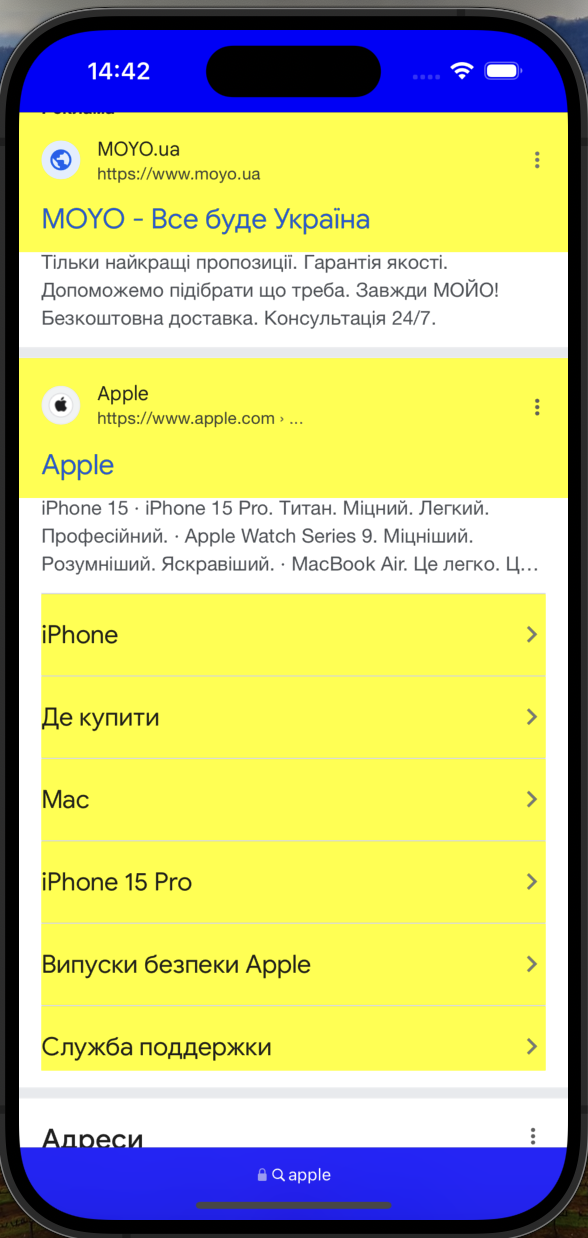 14:42
Реклама
MOYO.ua
https://www.moyo.ua
MOYO - Все буде Україна
Тільки найкращі пропозиції. Гарантія якості.
Допоможемо підібрати що треба. Завжди МОЙО!
Безкоштовна доставка. Консультація 24/7.
Apple
https://www.apple.com › ...
Apple
iPhone 15 · iPhone 15 Pro. Титан. Міцний. Легкий.
Професійний. · Apple Watch Series 9. Міцніший.
Розумніший. Яскравіший. · MacBook Air. Це легко. Ц...
iPhone
Де купити
Mac
iPhone 15 Pro
Випуски безпеки Apple
Служба поддержки
Адреси
apple